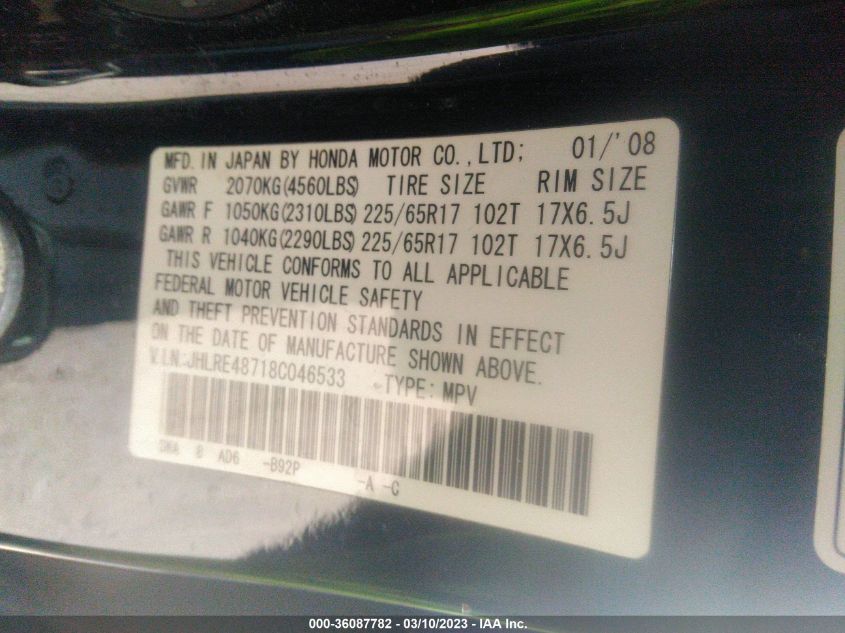 MFD. IN JAPAN BY HONDA MOTOR CO., LTD; 01/'08
GVWR 2070KG(4560LBS) TIRE SIZE RIM SIZE
GAWR F 1050KG(2310LBS) 225/65R17 102T 17X6.5J
GAWR R 1040KG(2290LBS) 225/65R17 102T 17X6.5J
THIS VEHICLE CONFORMS TO ALL APPLICABLE
FEDERAL MOTOR VEHICLE SAFETY
AND THEFT PREVENTION STANDARDS IN EFFECT
ON THE DATE OF MANUFACTURE SHOWN ABOVE.
V.I.N.:JHLRE48718C046533 -TYPE: MPV
SWA 8 AD6 -B92P -A -C
000-36087782 - 03/10/2023 - IAA Inc.